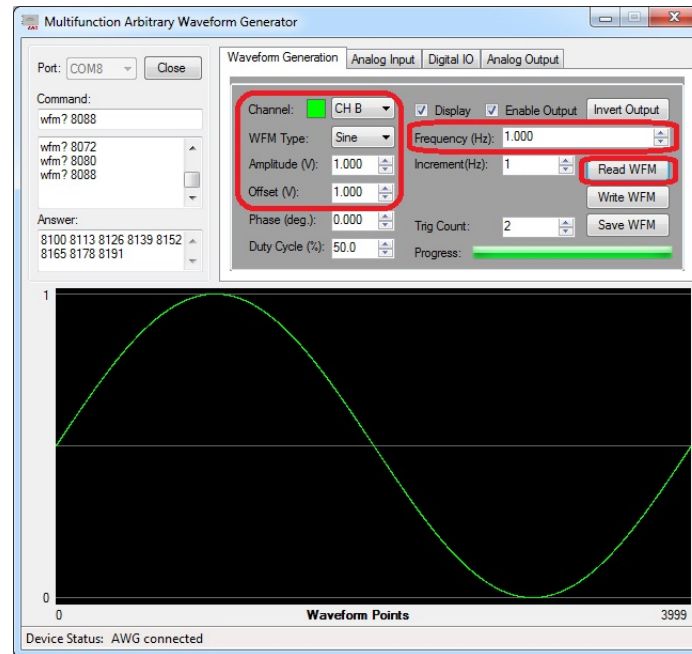 Multifunction Arbitrary Waveform Generator
Port: COM8 Close
Command:
wfm? 8088
wfm? 8072
wfm? 8080
wfm? 8088
Answer:
8100 8113 8126 8139 8152
8165 8178 8191
Waveform Generation Analog Input Digital IO Analog Output
Channel: CH B Display Enable Output Invert Output
WFM Type: Sine Frequency (Hz): 1.000
Amplitude (V): 1.000 Increment(Hz): 1 Read WFM
Offset (V): 1.000 Write WFM
Phase (deg.): 0.000 Trig Count: 2 Save WFM
Duty Cycle (%): 50.0 Progress:
1
0
0 Waveform Points 3999
Device Status: AWG connected